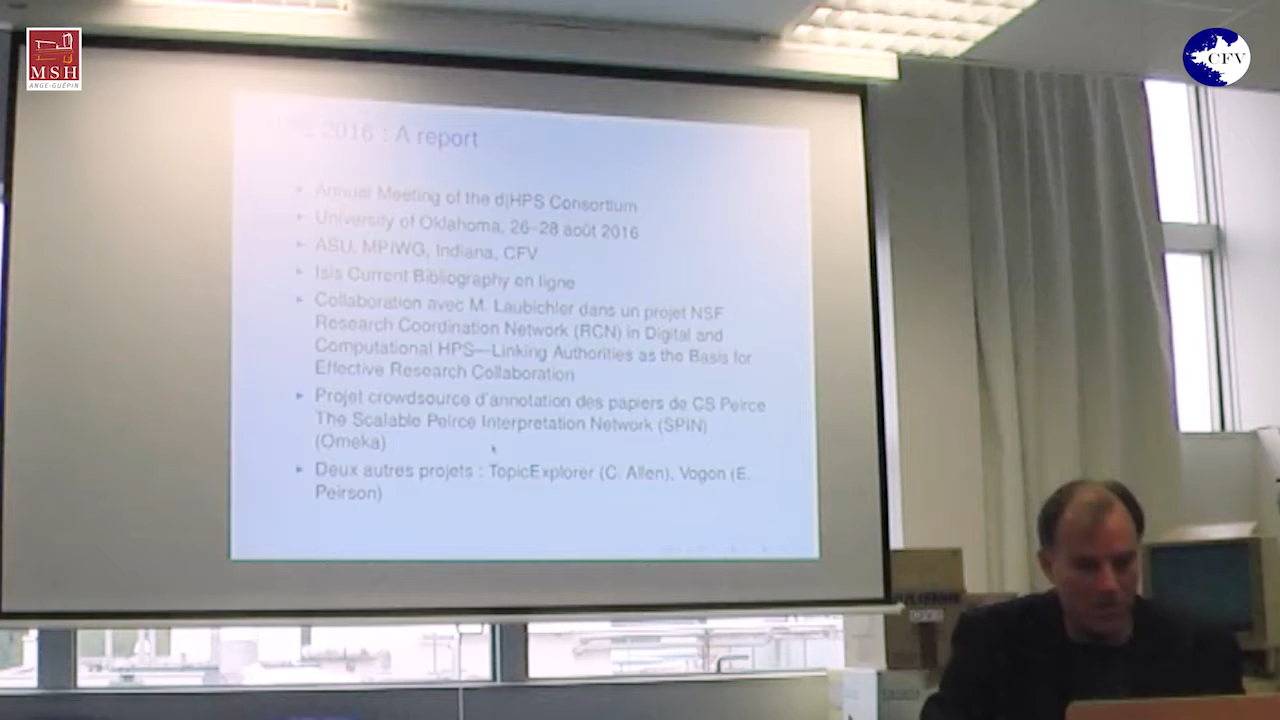 MSH
ANGE-GUÉPIN
CFV
2016 : A report
Annual Meeting of the d|HPS Consortium
University of Oklahoma, 26–28 août 2016
ASU, MPIWG, Indiana, CFV
Isis Current Bibliography en ligne
Collaboration avec M. Laubichler dans un projet NSF
Research Coordination Network (RCN) in Digital and
Computational HPS—Linking Authorities as the Basis for
Effective Research Collaboration
Projet crowdsource d'annotation des papiers de CS Peirce
The Scalable Peirce Interpretation Network (SPIN)
(Omeka)
Deux autres projets : TopicExplorer (C. Allen), Vogon (E.
Peirson)